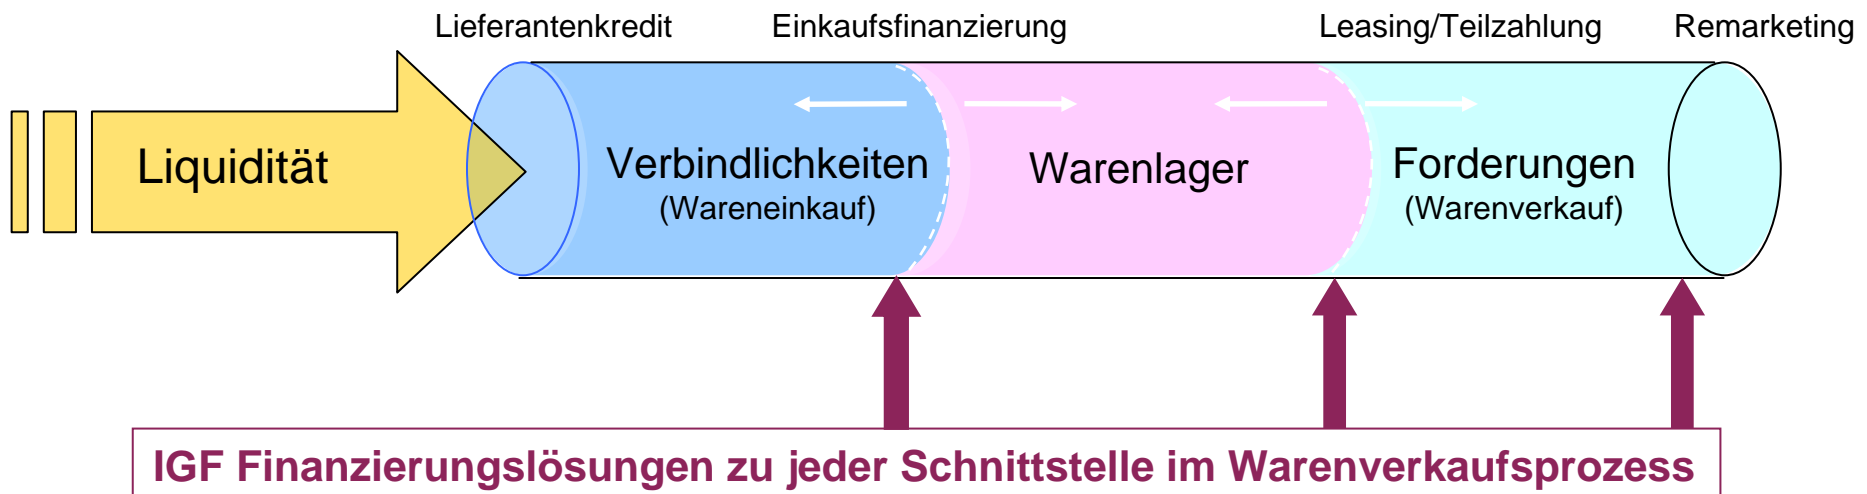 Lieferantenkredit
Einkaufsfinanzierung
Leasing/Teilzahlung
Remarketing
Liquidität
Verbindlichkeiten
(Wareneinkauf)
Warenlager
Forderungen
(Warenverkauf)
IGF Finanzierungslösungen zu jeder Schnittstelle im Warenverkaufsprozess